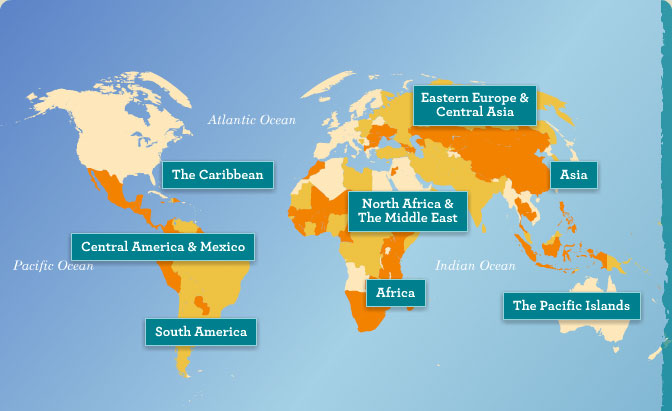 Eastern Europe &
Central Asia
Atlantic Ocean
The Caribbean
Asia
North Africa &
The Middle East
Central America & Mexico
Pacific Ocean
Indian Ocean
Africa
The Pacific Islands
South America